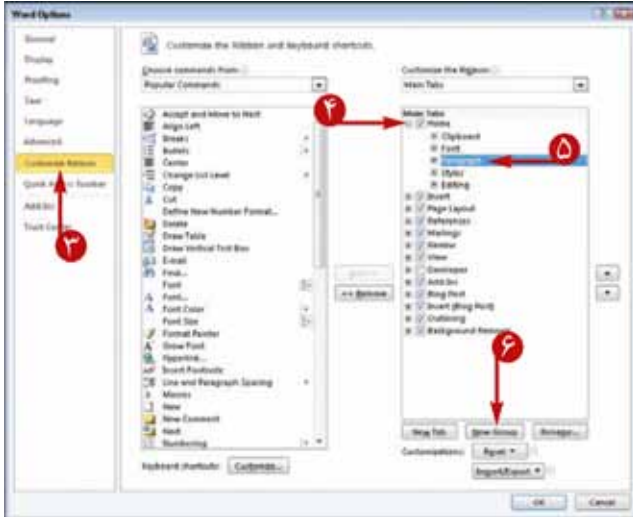 Word Options
General
Display
Proofing
Save
Language
Advanced
Customize Ribbon
Quick Access Toolbar
Add-Ins
Trust Center
Customize the Ribbon and keyboard shortcuts.
Choose commands from:
Popular Commands
Accept and Move to Next
Align Left
Breaks
Bullets
Center
Change List Level
Copy
Cut
Define New Number Format...
Delete
Draw Table
Draw Vertical Text Box
E-mail
Find...
Font
Font...
Font Color
Font Size
Format Painter
Grow Font
Hyperlink...
Insert Footnote
Line and Paragraph Spacing
Macros
New
New Comment
Next
Numbering
Keyboard shortcuts: Customize...
<< Remove
Customize the Ribbon:
Main Tabs
Main Tabs
Home
Clipboard
Font
Paragraph
Styles
Editing
Insert
Page Layout
References
Mailings
Review
View
Developer
Add-Ins
Blog Post
Insert (Blog Post)
Outlining
Background Removal
New Tab
New Group
Rename...
Customizations: Reset
Import/Export
OK
Cancel
۳
۴
۵
۶